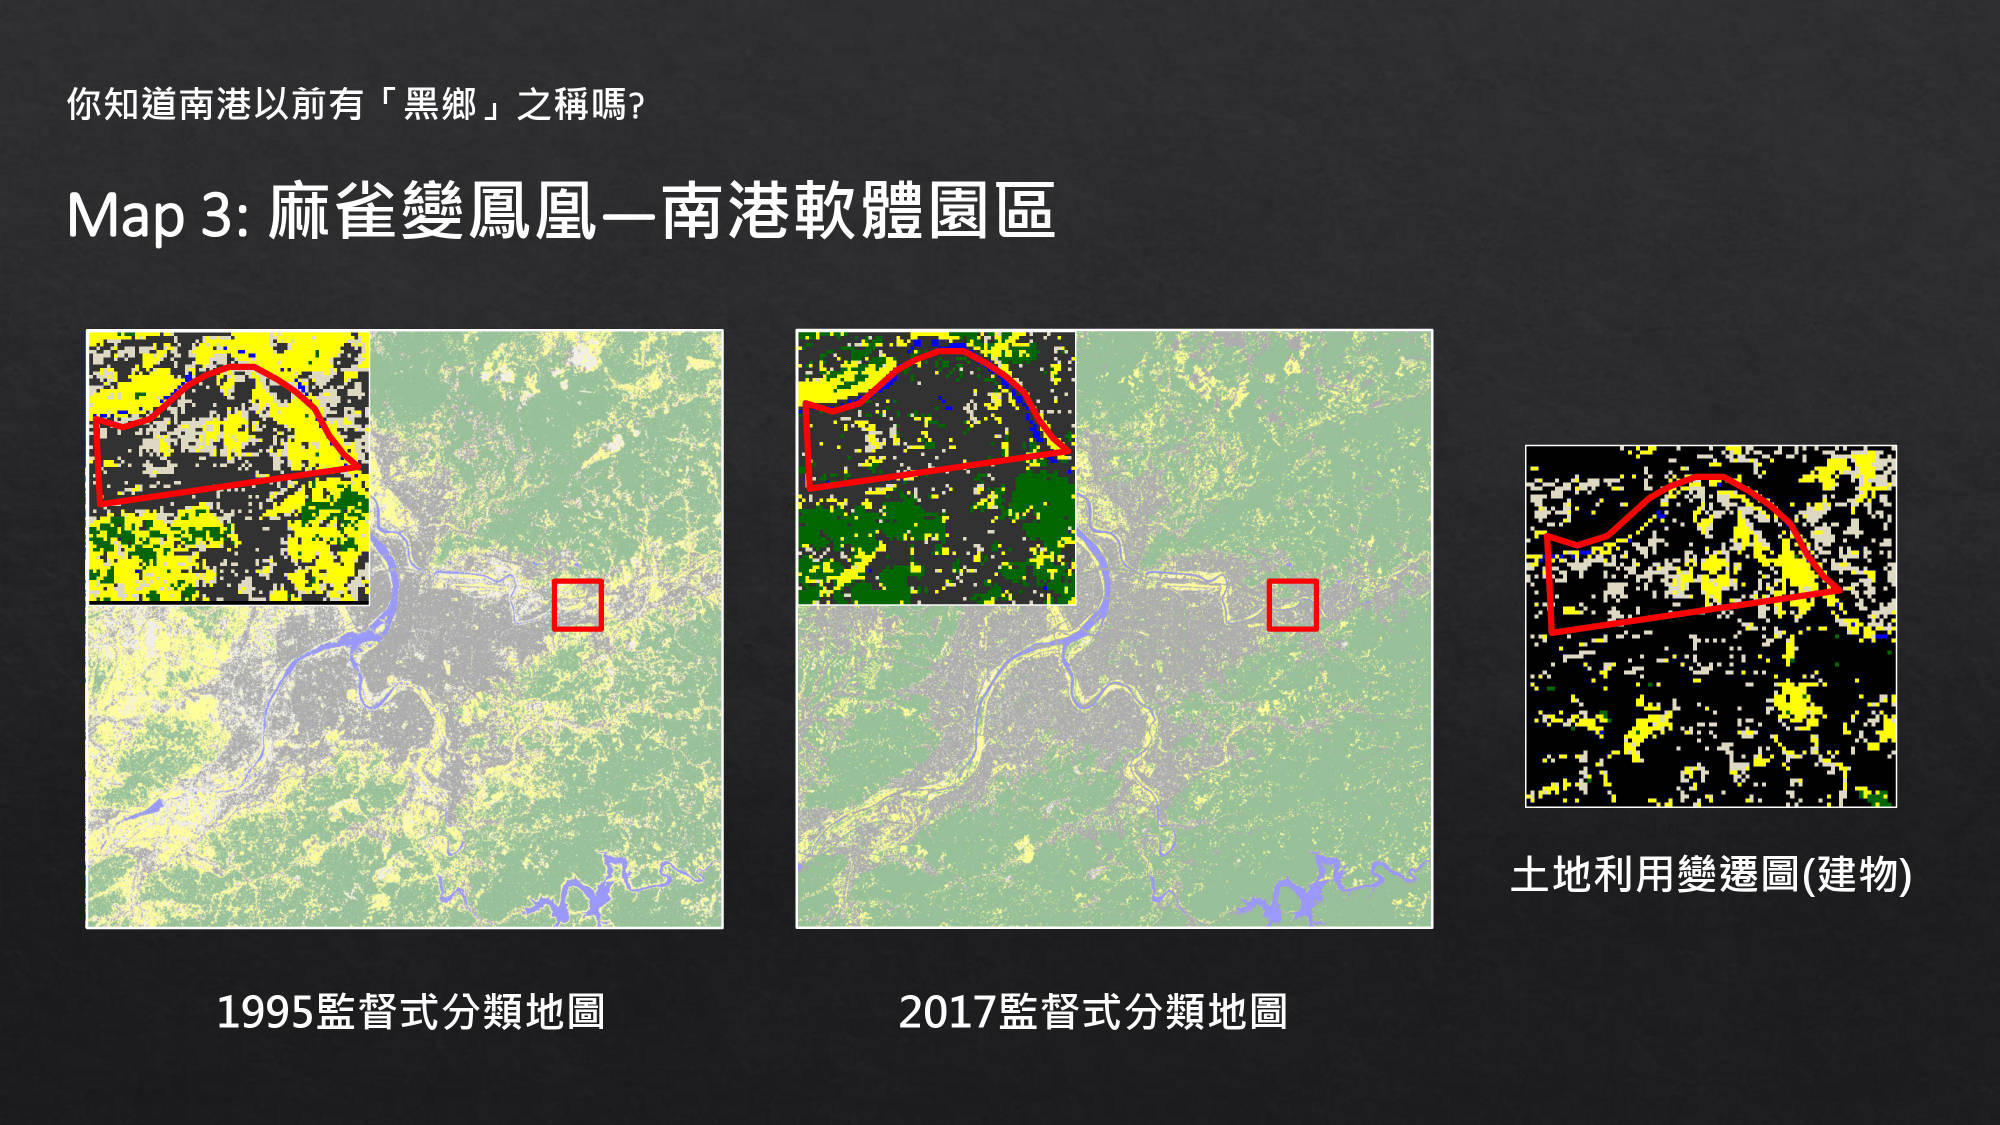 你知道南港以前有「黑鄉」之稱嗎?
Map 3: 麻雀變鳳凰—南港軟體園區
土地利用變遷圖(建物)
1995監督式分類地圖
2017監督式分類地圖